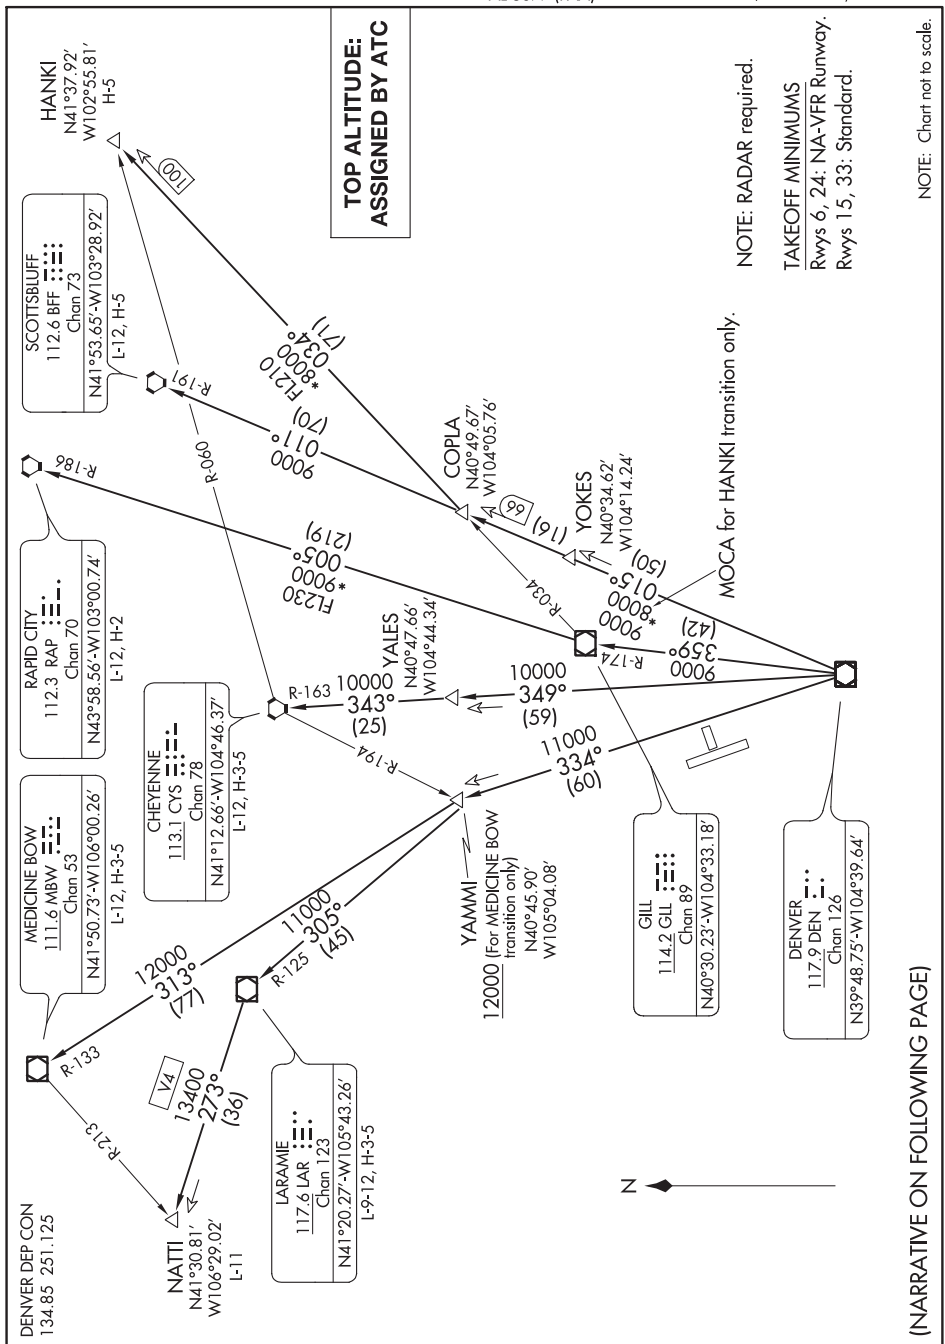 DENVER DEP CON
134.85 251.125
TOP ALTITUDE:
ASSIGNED BY ATC
HANKI
N41°37.92'
W102°55.81'
H-5
100
SCOTTSBLUFF
112.6 BFF
Chan 73
N41°53.65'-W103°28.92'
L-12, H-5
R-191
RAPID CITY
112.3 RAP
Chan 70
N43°58.56'-W103°00.74'
L-12, H-2
R-186
MEDICINE BOW
111.6 MBW
Chan 53
N41°50.73'-W106°00.26'
L-12, H-3-5
R-133
R-213
NATTI
N41°30.81'
W106°29.02'
L-11
V4
13400
273°
(36)
LARAMIE
117.6 LAR
Chan 123
N41°20.27'-W105°43.26'
L-9-12, H-3-5
R-125
CHEYENNE
113.1 CYS
Chan 78
N41°12.66'-W104°46.37'
L-12, H-3-5
R-060
R-163
R-194
12000
313°
(77)
11000
305°
(45)
FL230
*9000
005°
(219)
9000
011°
(70)
FL210
*8000
034°
(71)
10000
343°
(25)
YALES
N40°47.66'
W104°44.34'
COPLA
N40°49.67'
W104°05.76'
66
(16)
YOKES
N40°34.62'
W104°14.24'
R-034
YAMMI
12000 (For MEDICINE BOW
transition only)
N40°45.90'
W105°04.08'
10000
349°
(59)
11000
334°
(60)
R-174
9000
359°
(42)
9000
*8000
015°
(50)
MOCA for HANKI transition only.
GILL
114.2 GLL
Chan 89
N40°30.23'-W104°33.18'
DENVER
117.9 DEN
Chan 126
N39°48.75'-W104°39.64'
N
NOTE: RADAR required.
TAKEOFF MINIMUMS
Rwys 6, 24: NA-VFR Runway.
Rwys 15, 33: Standard.
NOTE: Chart not to scale.
(NARRATIVE ON FOLLOWING PAGE)